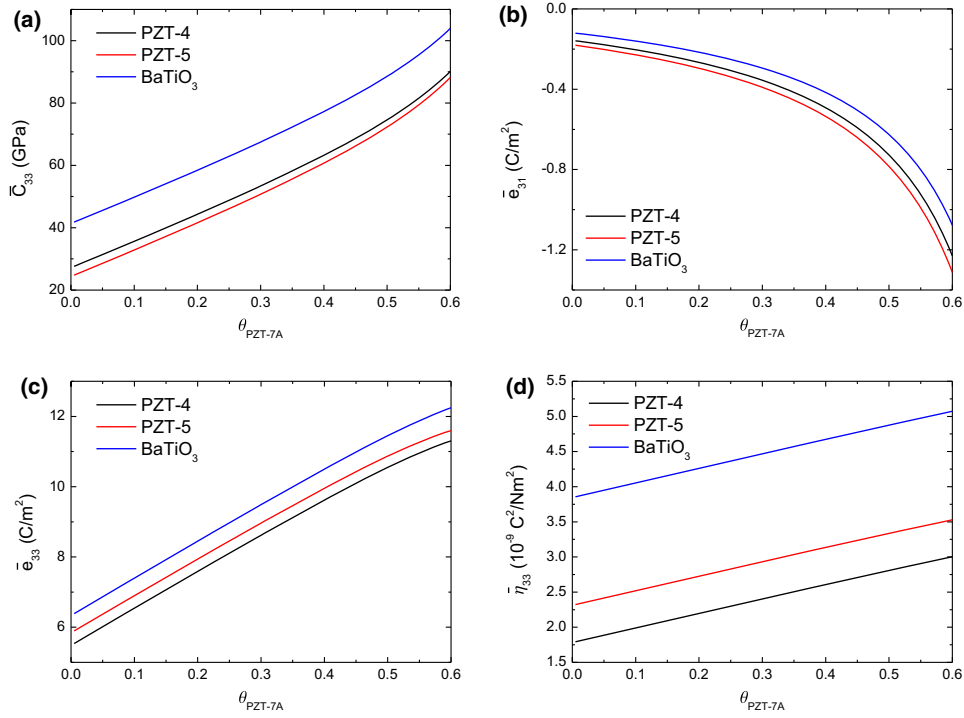 (a)
PZT-4
PZT-5
BaTiO₃
C̄₃₃ (GPa)
100
80
60
40
20
0.0 0.1 0.2 0.3 0.4 0.5 0.6
θ_PZT-7A
(b)
0.0
-0.4
-0.8
-1.2
ē₃₁ (C/m²)
PZT-4
PZT-5
BaTiO₃
0.0 0.1 0.2 0.3 0.4 0.5 0.6
θ_PZT-7A
(c)
PZT-4
PZT-5
BaTiO₃
ē₃₃ (C/m²)
12
10
8
6
0.0 0.1 0.2 0.3 0.4 0.5 0.6
θ_PZT-7A
(d)
PZT-4
PZT-5
BaTiO₃
η̄₃₃ (10⁻⁹ C²/Nm²)
5.5
5.0
4.5
4.0
3.5
3.0
2.5
2.0
1.5
0.0 0.1 0.2 0.3 0.4 0.5 0.6
θ_PZT-7A